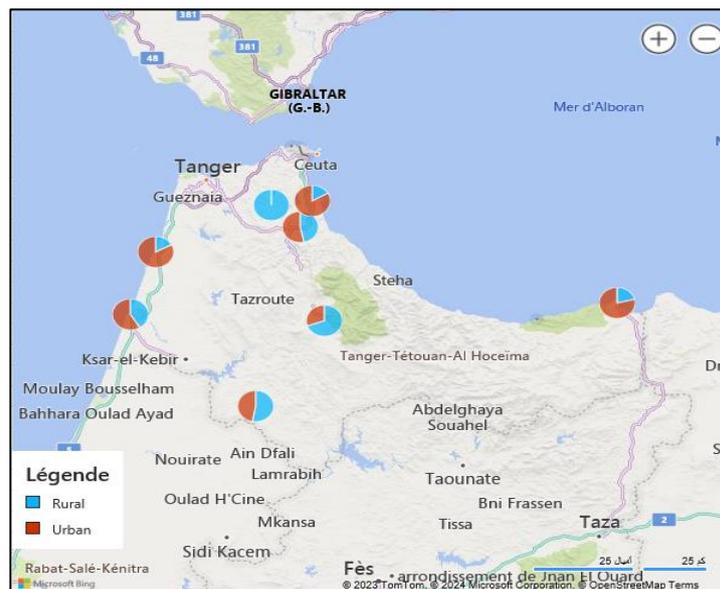 381
381
48
GIBRALTAR
(G.-B.)
Mer d'Alboran
Tanger
Ceuta
Gueznaia
Steha
Tazroute
Tanger-Tétouan-Al Hoceïma
Ksar-el-Kebir
Moulay Bousselham
Bahhara Oulad Ayad
Abdelghaya
Souahel
Nouirate
Ain Dfali
Lamrabih
Légende
Rural
Urban
Taounate
Oulad H'Cine
Bni Frassen
Mkansa
Tissa
Taza
2
Sidi Kacem
Rabat-Salé-Kénitra
Fès
25 أميال
25 كم
arrondissement de Jnan El Ouard
Microsoft Bing
© 2023 TomTom, © 2024 Microsoft Corporation, © OpenStreetMap Terms